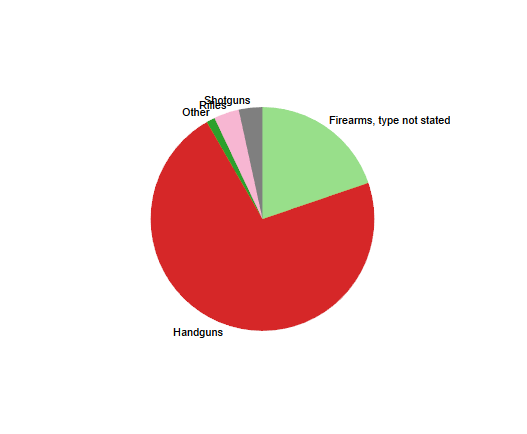 Shotguns
Rifles
Other
Firearms, type not stated
Handguns